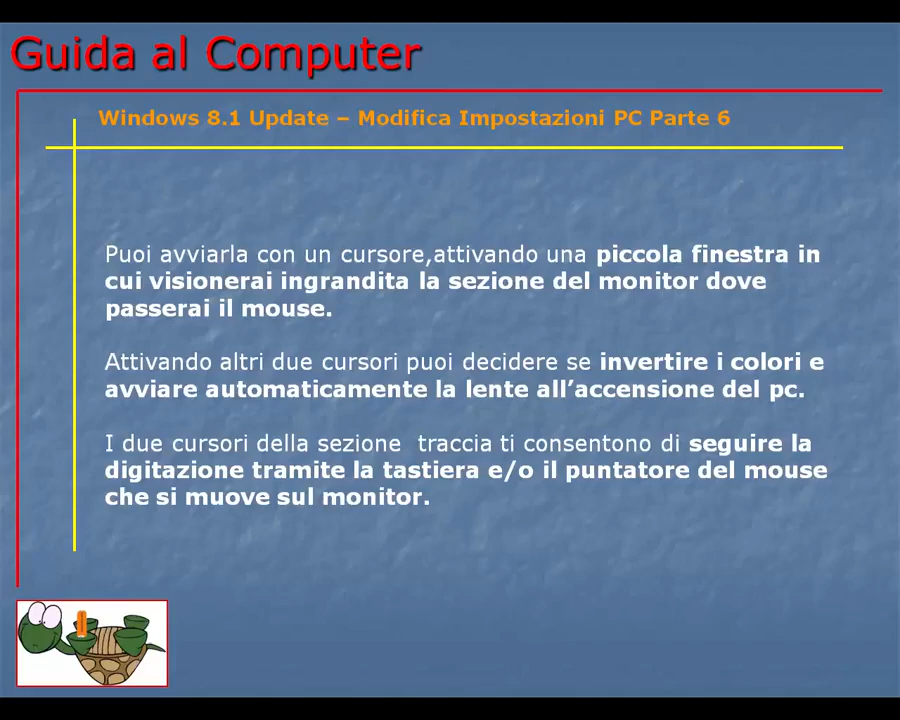 Guida al Computer
Windows 8.1 Update – Modifica Impostazioni PC Parte 6
Puoi avviarla con un cursore,attivando una piccola finestra in
cui visionerai ingrandita la sezione del monitor dove
passerai il mouse.
Attivando altri due cursori puoi decidere se invertire i colori e
avviare automaticamente la lente all’accensione del pc.
I due cursori della sezione  traccia ti consentono di seguire la
digitazione tramite la tastiera e/o il puntatore del mouse
che si muove sul monitor.